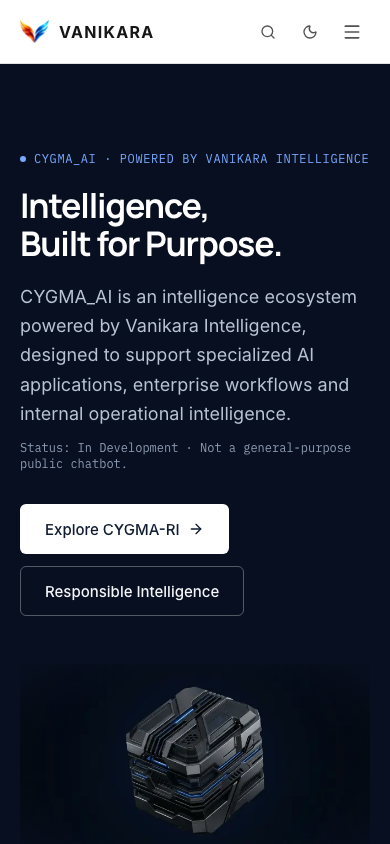 VANIKARA
CYGMA_AI · POWERED BY VANIKARA INTELLIGENCE
Intelligence,
Built for Purpose.
CYGMA_AI is an intelligence ecosystem
powered by Vanikara Intelligence,
designed to support specialized AI
applications, enterprise workflows and
internal operational intelligence.
Status: In Development · Not a general-purpose
public chatbot.
Explore CYGMA-RI →
Responsible Intelligence